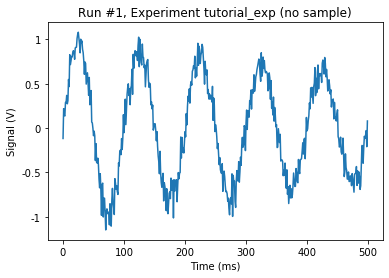 Run #1, Experiment tutorial_exp (no sample)
Signal (V)
1
0.5
0
-0.5
-1
0 100 200 300 400 500
Time (ms)